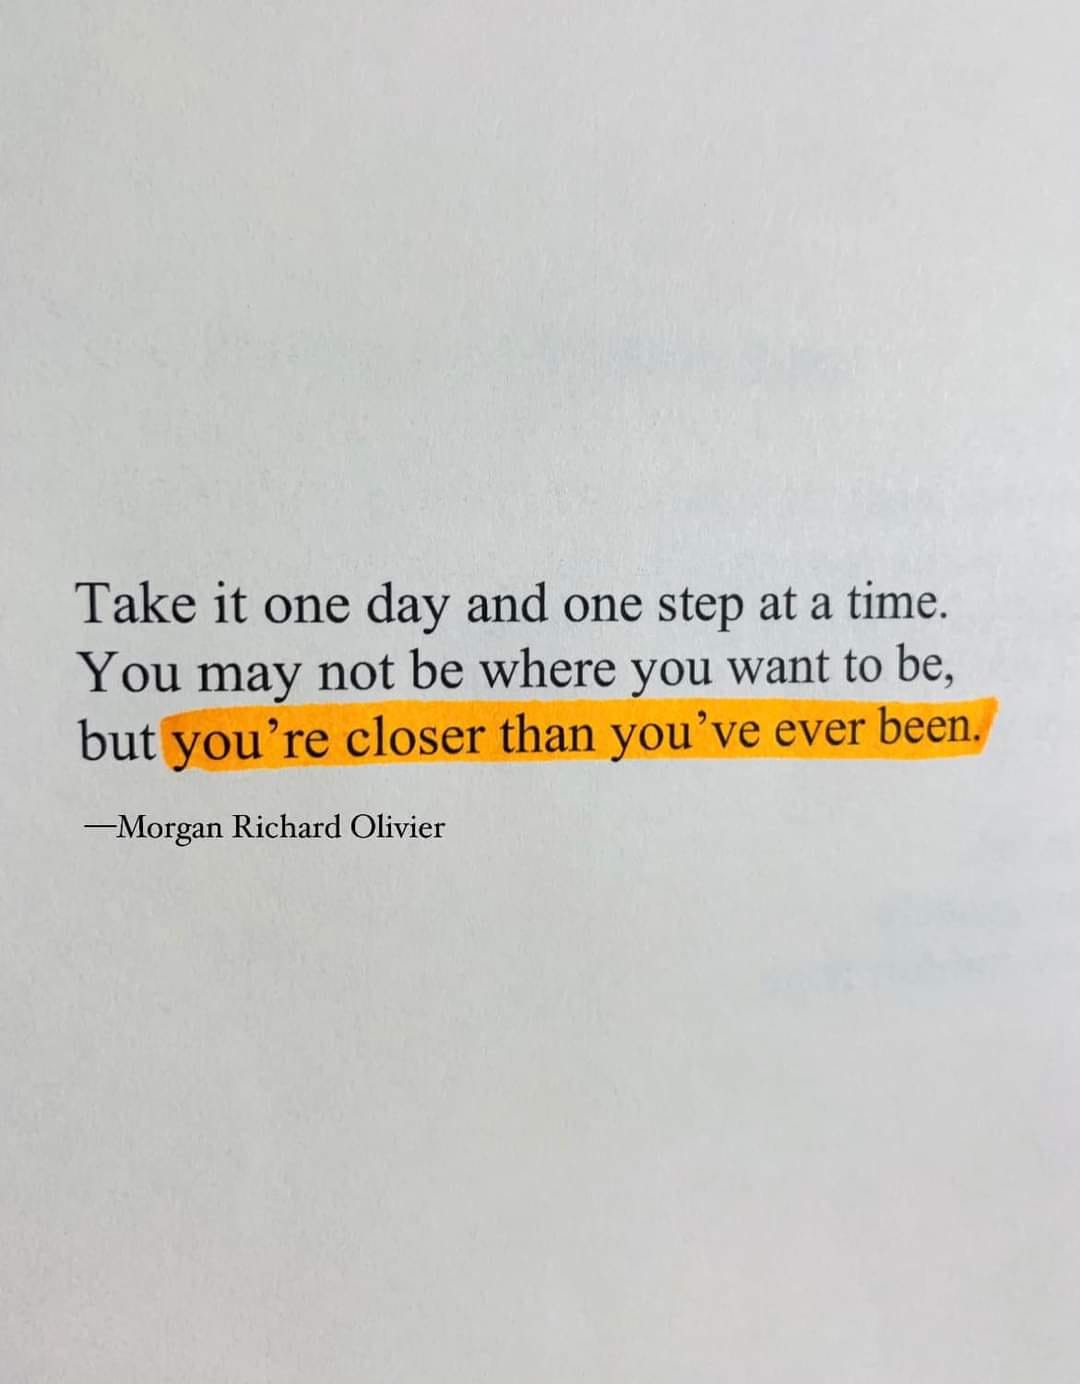 Take it one day and one step at a time.
You may not be where you want to be,
but you’re closer than you’ve ever been.
—Morgan Richard Olivier